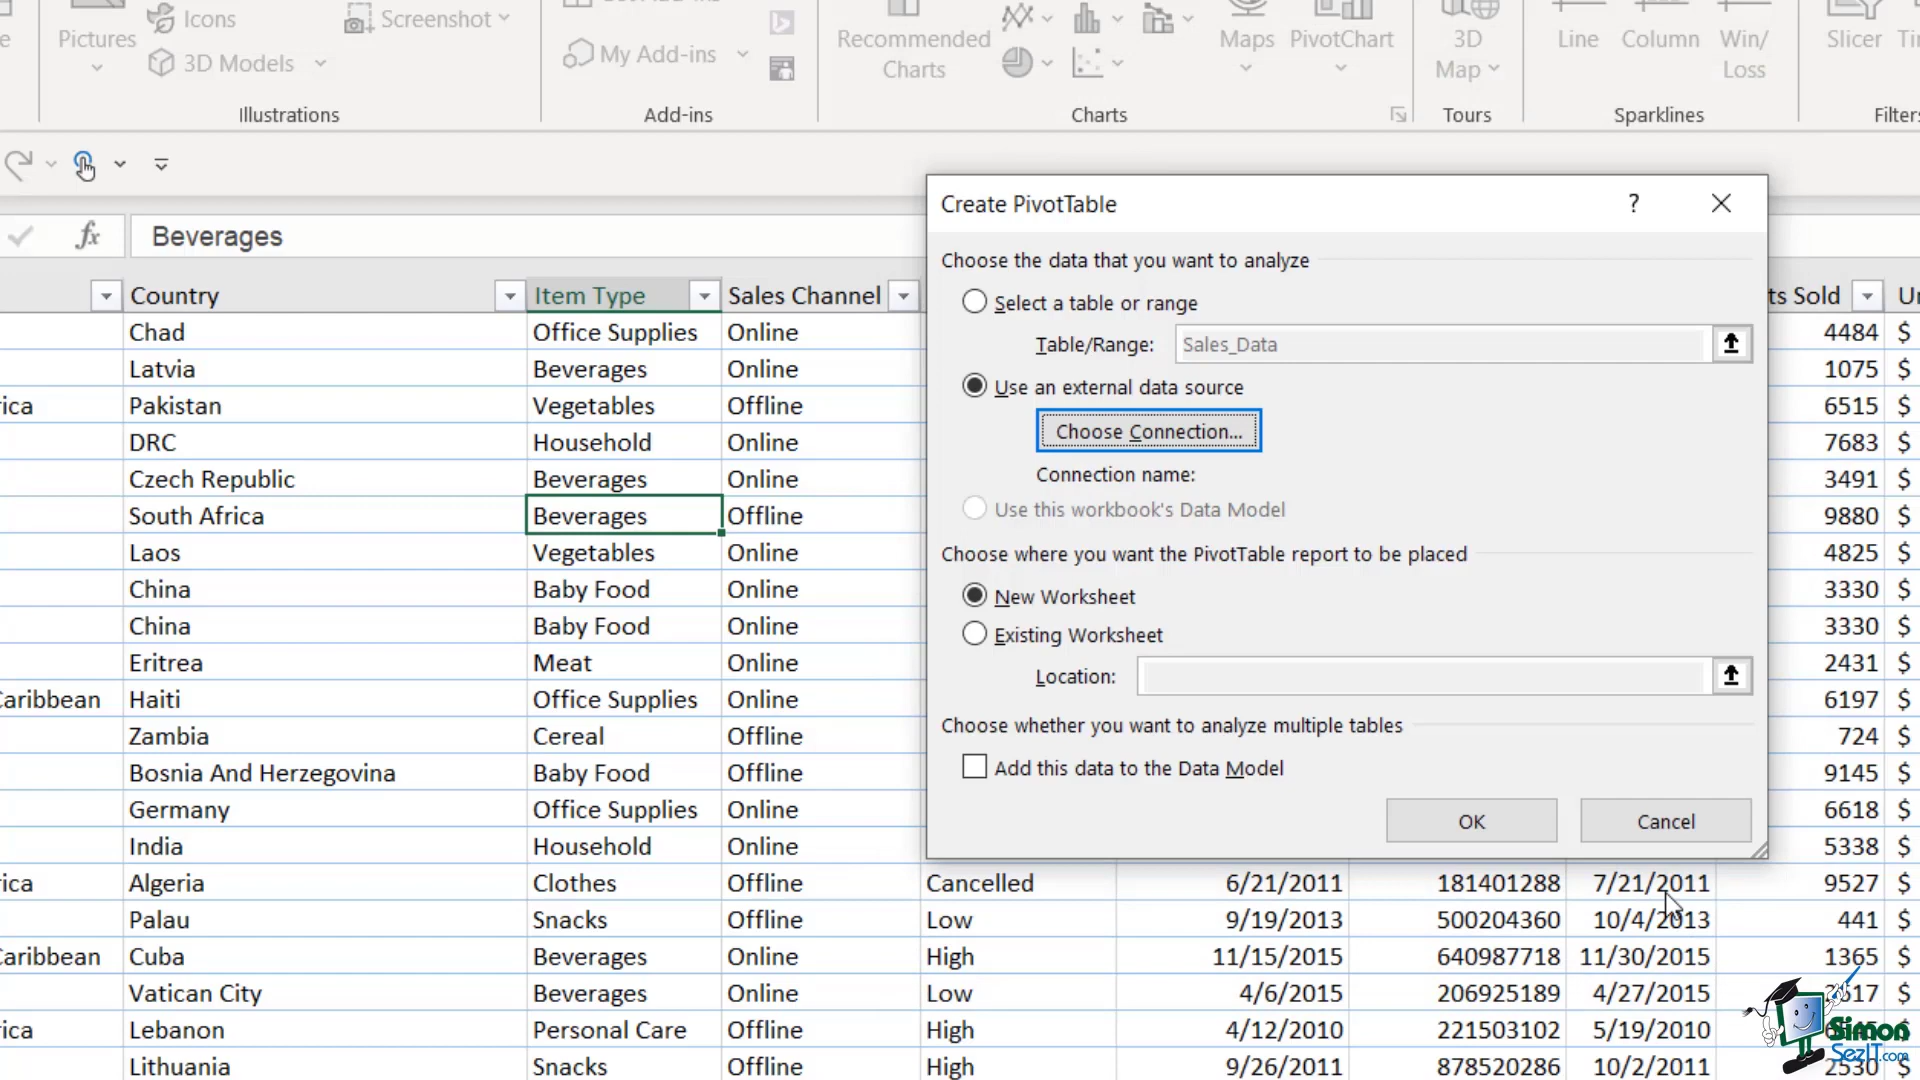 Icons
Screenshot
Pictures
3D Models
Illustrations
My Add-ins
Add-ins
Recommended
Charts
Maps
PivotChart
Charts
3D
Map
Tours
Line
Column
Win/
Loss
Sparklines
Slicer
Filters
fx
Beverages
Country Item Type Sales Channel ts Sold
Chad Office Supplies Online 4484 $
Latvia Beverages Online 1075 $
ica Pakistan Vegetables Offline 6515 $
DRC Household Online 7683 $
Czech Republic Beverages Online 3491 $
South Africa Beverages Offline 9880 $
Laos Vegetables Online 4825 $
China Baby Food Online 3330 $
China Baby Food Online 3330 $
Eritrea Meat Online 2431 $
Caribbean Haiti Office Supplies Online 6197 $
Zambia Cereal Offline 724 $
Bosnia And Herzegovina Baby Food Offline 9145 $
Germany Office Supplies Online 6618 $
India Household Online 5338 $
ica Algeria Clothes Offline Cancelled 6/21/2011 181401288 7/21/2011 9527 $
Palau Snacks Offline Low 9/19/2013 500204360 10/4/2013 441 $
Caribbean Cuba Beverages Online High 11/15/2015 640987718 11/30/2015 1365 $
Vatican City Beverages Online Low 4/6/2015 206925189 4/27/2015 $
ica Lebanon Personal Care Offline High 4/12/2010 221503102 5/19/2010
Lithuania Snacks Offline High 9/26/2011 878520286 10/2/2011 2530 $
Create PivotTable
?
Choose the data that you want to analyze
Select a table or range
Table/Range: Sales_Data
Use an external data source
Choose Connection...
Connection name:
Use this workbook's Data Model
Choose where you want the PivotTable report to be placed
New Worksheet
Existing Worksheet
Location:
Choose whether you want to analyze multiple tables
Add this data to the Data Model
OK
Cancel
Simon
SezIT.com